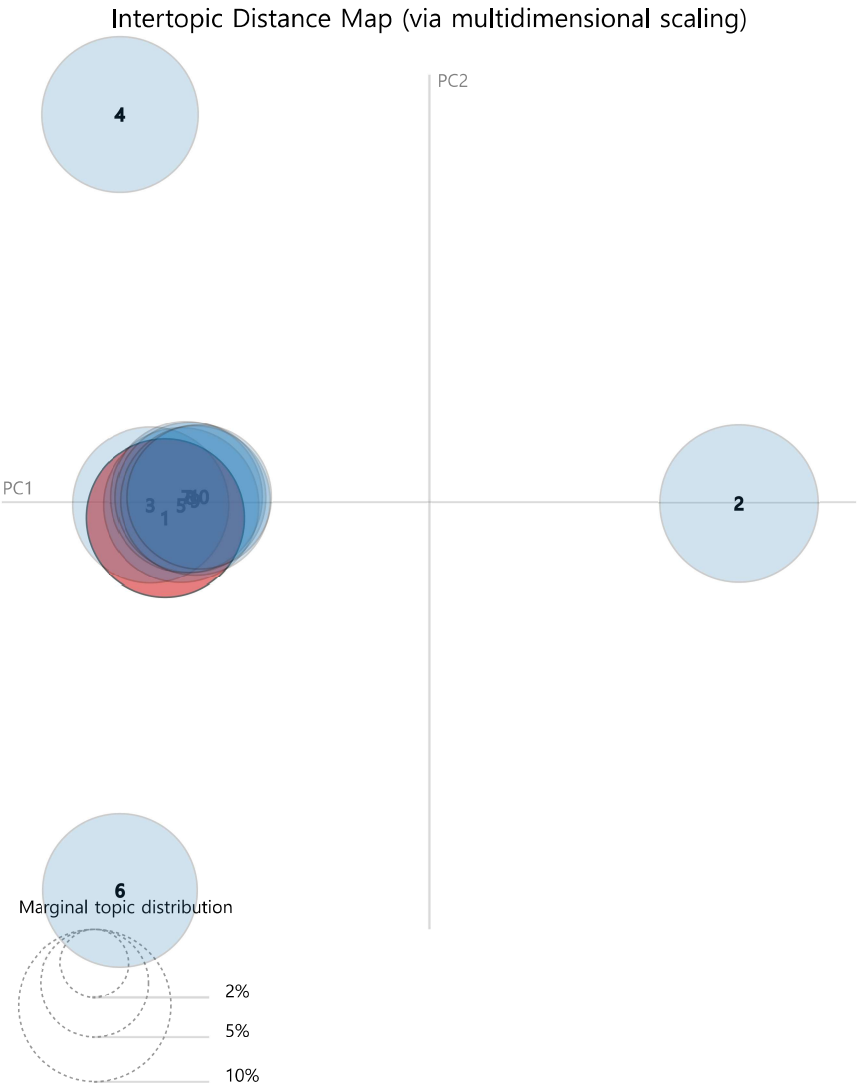 Intertopic Distance Map (via multidimensional scaling)
PC2
4
PC1
3
5
10
1
2
6
Marginal topic distribution
2%
5%
10%